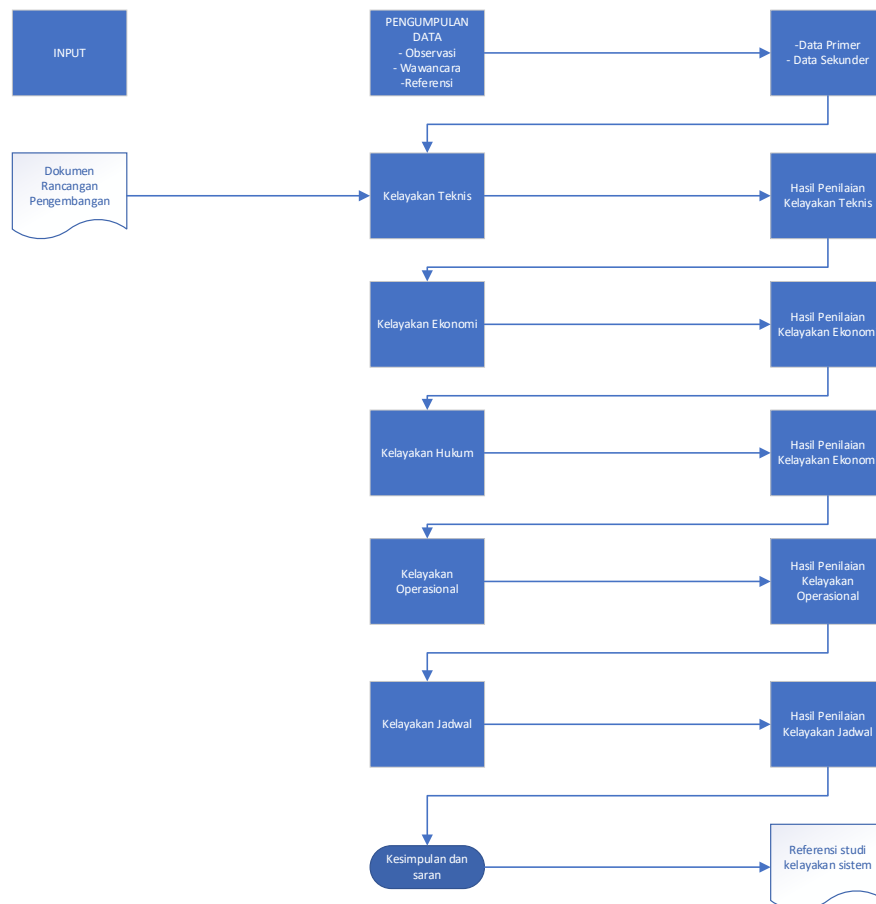 INPUT
PENGUMPULAN
DATA
- Observasi
- Wawancara
-Referensi
-Data Primer
- Data Sekunder
Dokumen
Rancangan
Pengembangan
Kelayakan Teknis
Hasil Penilaian
Kelayakan Teknis
Kelayakan Ekonomi
Hasil Penilaian
Kelayakan Ekonom
Kelayakan Hukum
Hasil Penilaian
Kelayakan Ekonom
Kelayakan
Operasional
Hasil Penilaian
Kelayakan
Operasional
Kelayakan Jadwal
Hasil Penilaian
Kelayakan Jadwal
Kesimpulan dan
saran
Referensi studi
kelayakan sistem